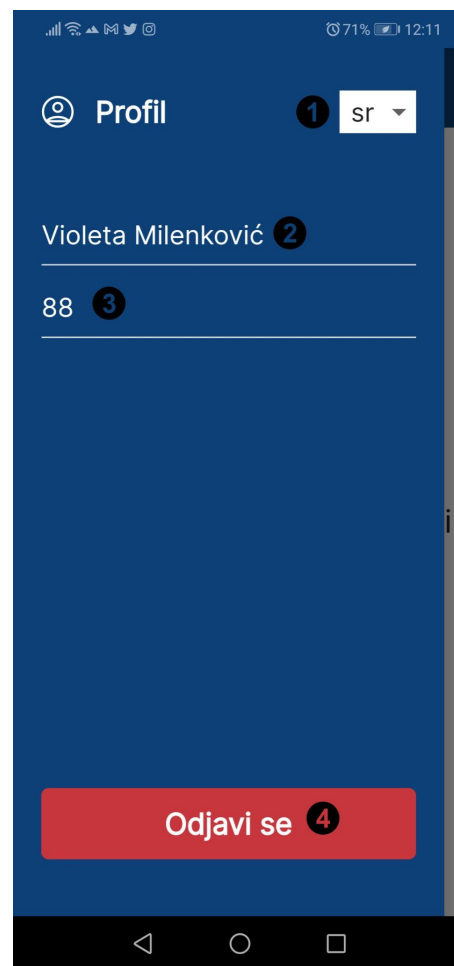 71% 12:11
Profil 1 sr
Violeta Milenković 2
88 3
i
Odjavi se 4